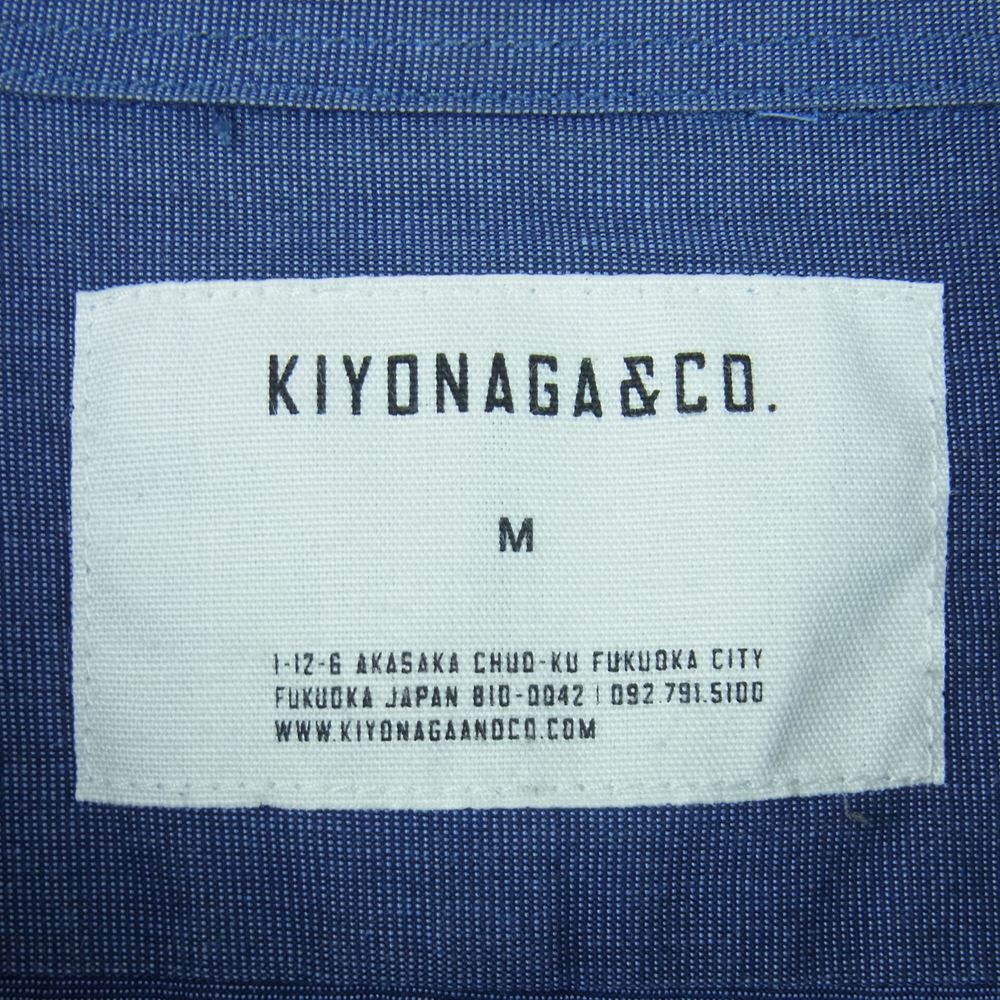 KIYONAGA&CO.
M
1-12-6 AKASAKA CHUO-KU FUKUOKA CITY
FUKUOKA JAPAN 810-0042 | 092.791.5100
WWW.KIYONAGAANDCO.COM